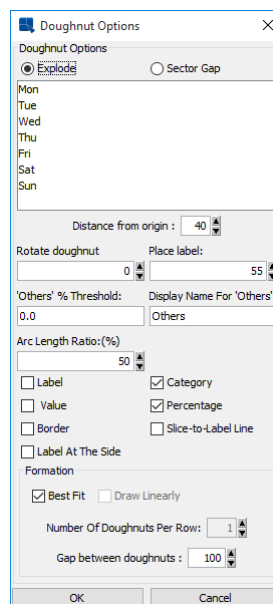 Doughnut Options
Doughnut Options
Explode Sector Gap
Mon
Tue
Wed
Thu
Fri
Sat
Sun
Distance from origin : 40
Rotate doughnut Place label:
0 55
'Others' % Threshold: Display Name For 'Others'
0.0 Others
Arc Length Ratio:(%)
50
Label Category
Value Percentage
Border Slice-to-Label Line
Label At The Side
Formation
Best Fit Draw Linearly
Number Of Doughnuts Per Row: 1
Gap between doughnuts : 100
OK Cancel